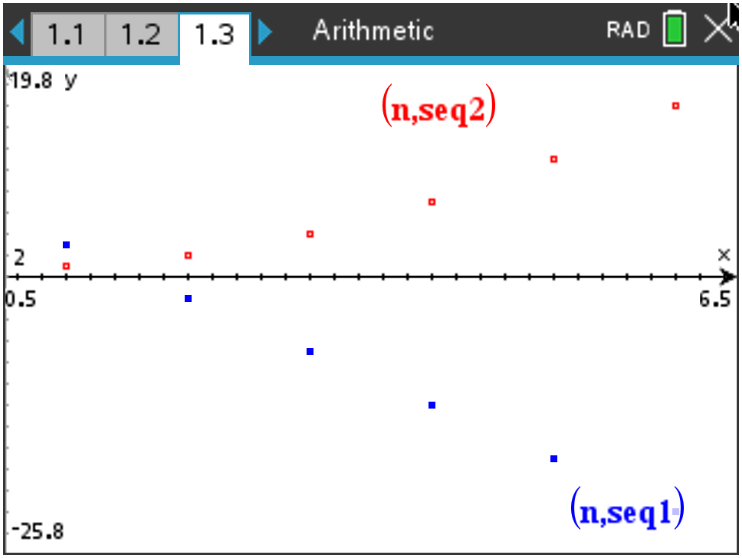 1.1 1.2 1.3 Arithmetic RAD
19.8 y
(n,seq2)
2
x
0.5
6.5
(n,seq1)
-25.8